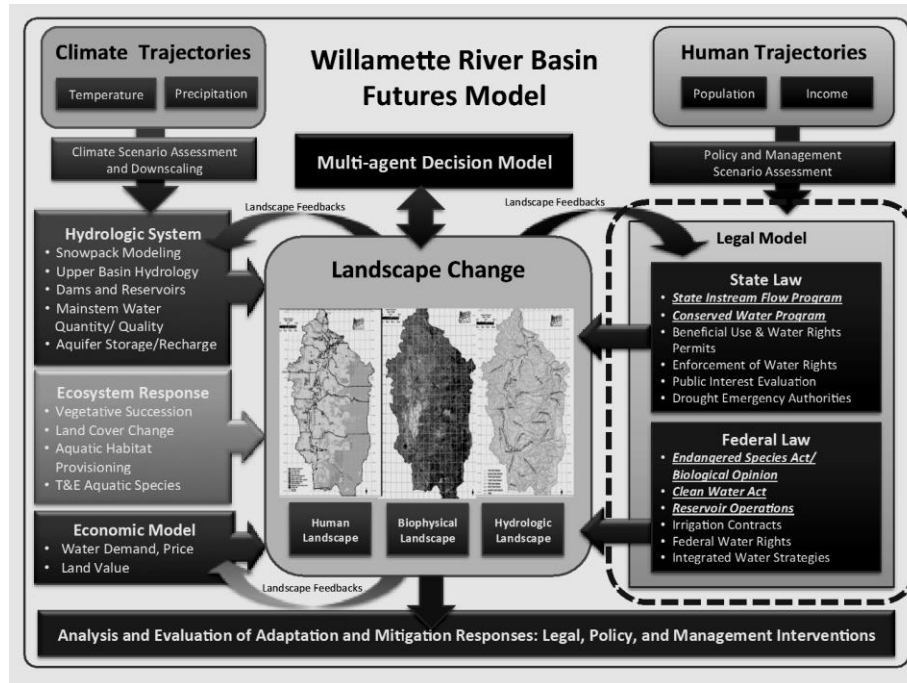 Climate Trajectories
Temperature
Precipitation
Willamette River Basin
Futures Model
Human Trajectories
Population
Income
Climate Scenario Assessment
and Downscaling
Multi-agent Decision Model
Policy and Management
Scenario Assessment
Landscape Feedbacks
Landscape Feedbacks
Hydrologic System
• Snowpack Modeling
• Upper Basin Hydrology
• Dams and Reservoirs
• Mainstem Water
Quantity/ Quality
• Aquifer Storage/Recharge
Ecosystem Response
• Vegetative Succession
• Land Cover Change
• Aquatic Habitat
Provisioning
• T&E Aquatic Species
Economic Model
• Water Demand, Price
• Land Value
Landscape Change
Human
Landscape
Biophysical
Landscape
Hydrologic
Landscape
Landscape Feedbacks
Legal Model
State Law
• State Instream Flow Program
• Conserved Water Program
• Beneficial Use & Water Rights
Permits
• Enforcement of Water Rights
• Public Interest Evaluation
• Drought Emergency Authorities
Federal Law
• Endangered Species Act/
Biological Opinion
• Clean Water Act
• Reservoir Operations
• Irrigation Contracts
• Federal Water Rights
• Integrated Water Strategies
Analysis and Evaluation of Adaptation and Mitigation Responses: Legal, Policy, and Management Interventions